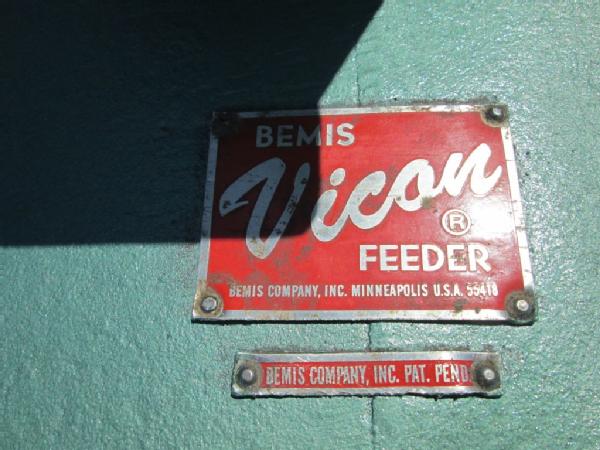 BEMIS
Vicon ®
FEEDER
BEMIS COMPANY, INC. MINNEAPOLIS U.S.A. 55418
BEMIS COMPANY, INC. PAT. PEND.